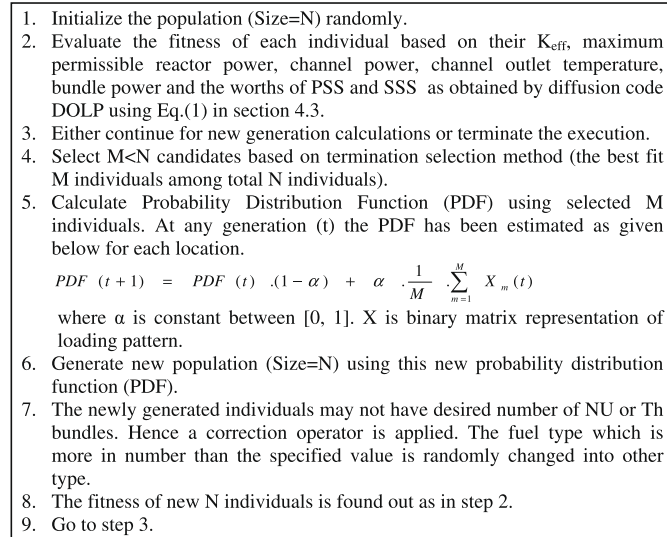 1. Initialize the population (Size=N) randomly.
2. Evaluate the fitness of each individual based on their K_eff, maximum
permissible reactor power, channel power, channel outlet temperature,
bundle power and the worths of PSS and SSS as obtained by diffusion code
DOLP using Eq.(1) in section 4.3.
3. Either continue for new generation calculations or terminate the execution.
4. Select M<N candidates based on termination selection method (the best fit
M individuals among total N individuals).
5. Calculate Probability Distribution Function (PDF) using selected M
individuals. At any generation (t) the PDF has been estimated as given
below for each location.
PDF (t + 1) = PDF (t) .(1 − α) + α . 1/M . ∑_{m=1}^{M} X_m (t)
where α is constant between [0, 1]. X is binary matrix representation of
loading pattern.
6. Generate new population (Size=N) using this new probability distribution
function (PDF).
7. The newly generated individuals may not have desired number of NU or Th
bundles. Hence a correction operator is applied. The fuel type which is
more in number than the specified value is randomly changed into other
type.
8. The fitness of new N individuals is found out as in step 2.
9. Go to step 3.